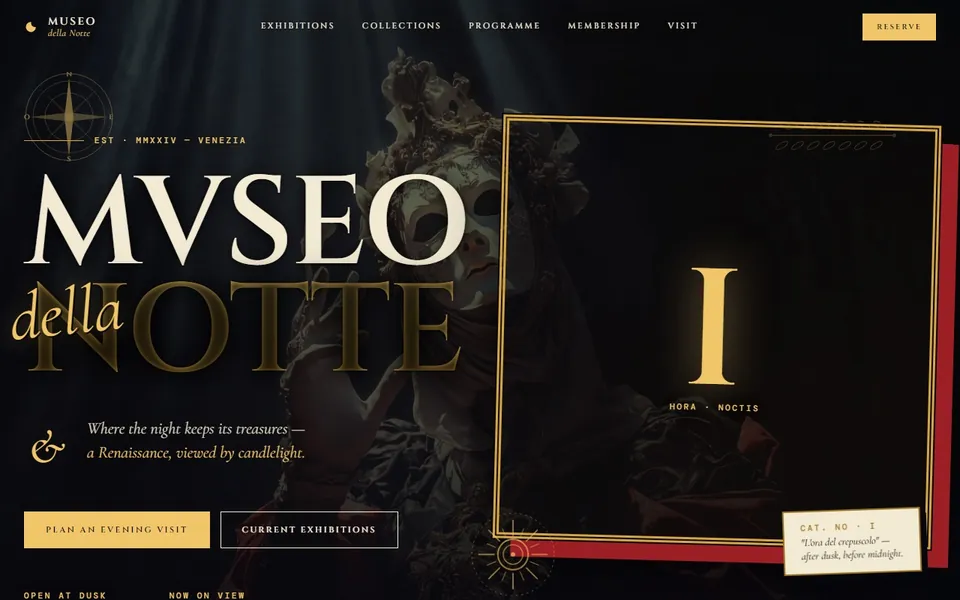 MUSEO
della Notte
EXHIBITIONS
COLLECTIONS
PROGRAMME
MEMBERSHIP
VISIT
RESERVE
N
O
E
S
EST · MMXXIV — VENEZIA
MVSEO
della
NOTTE
&
Where the night keeps its treasures —
a Renaissance, viewed by candlelight.
PLAN AN EVENING VISIT
CURRENT EXHIBITIONS
I
HORA · NOCTIS
CAT. NO · I
"L'ora del crepuscolo" —
after dusk, before midnight.
OPEN AT DUSK
NOW ON VIEW